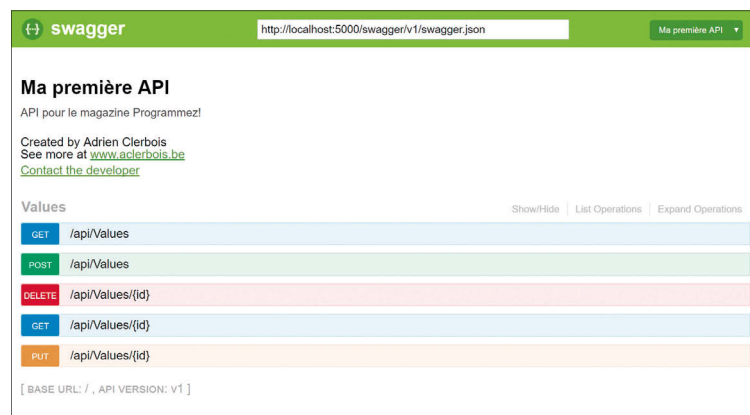 {··} swagger http://localhost:5000/swagger/v1/swagger.json Ma première API ▼
Ma première API
API pour le magazine Programmez!
Created by Adrien Clerbois
See more at www.aclerbois.be
Contact the developer
Values Show/Hide List Operations Expand Operations
GET /api/Values
POST /api/Values
DELETE /api/Values/{id}
GET /api/Values/{id}
PUT /api/Values/{id}
[ BASE URL: / , API VERSION: V1 ]